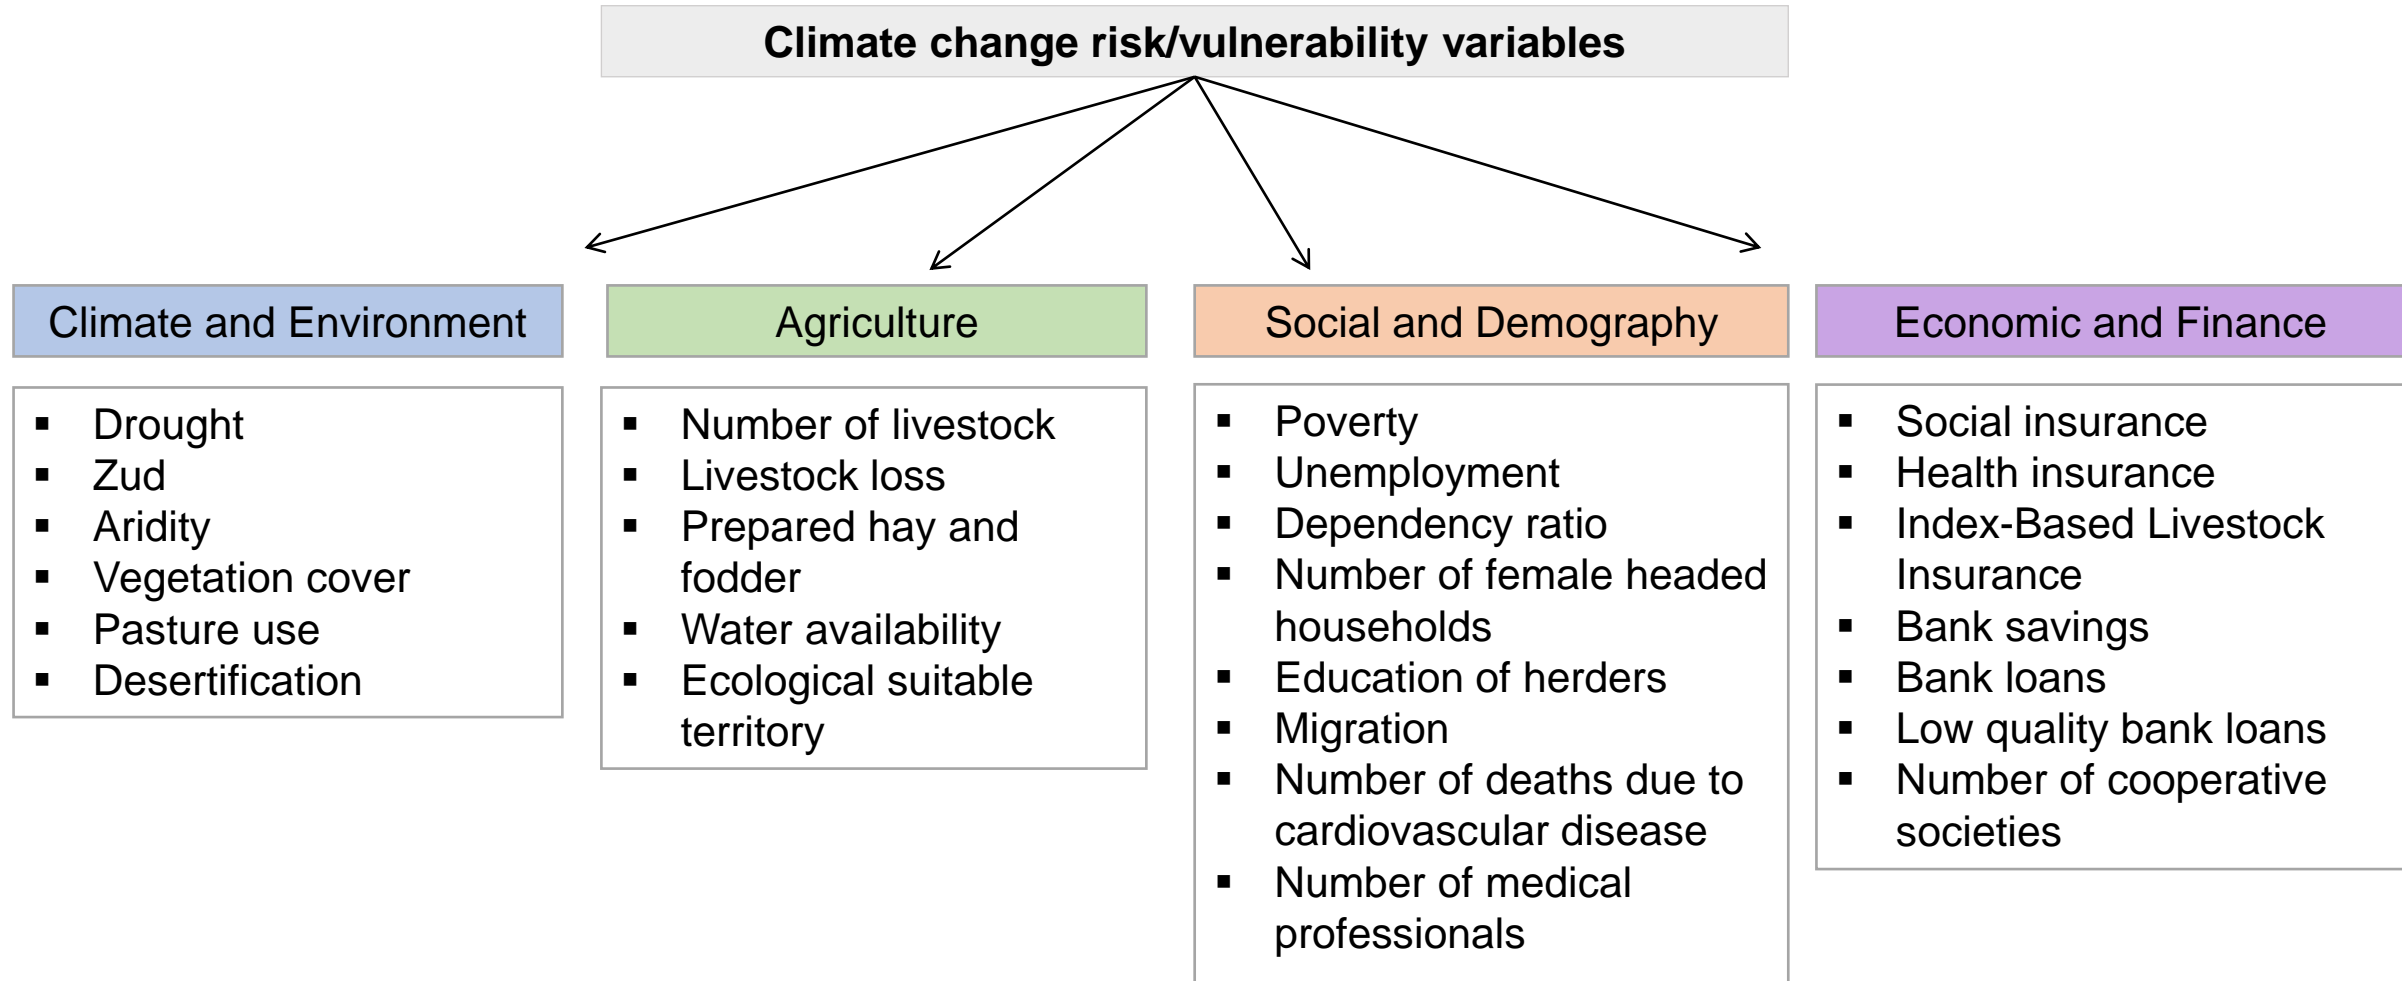 Climate change risk/vulnerability variables
Climate and Environment
▪ Drought
▪ Zud
▪ Aridity
▪ Vegetation cover
▪ Pasture use
▪ Desertification
Agriculture
▪ Number of livestock
▪ Livestock loss
▪ Prepared hay and
fodder
▪ Water availability
▪ Ecological suitable
territory
Social and Demography
▪ Poverty
▪ Unemployment
▪ Dependency ratio
▪ Number of female headed
households
▪ Education of herders
▪ Migration
▪ Number of deaths due to
cardiovascular disease
▪ Number of medical
professionals
Economic and Finance
▪ Social insurance
▪ Health insurance
▪ Index-Based Livestock
Insurance
▪ Bank savings
▪ Bank loans
▪ Low quality bank loans
▪ Number of cooperative
societies